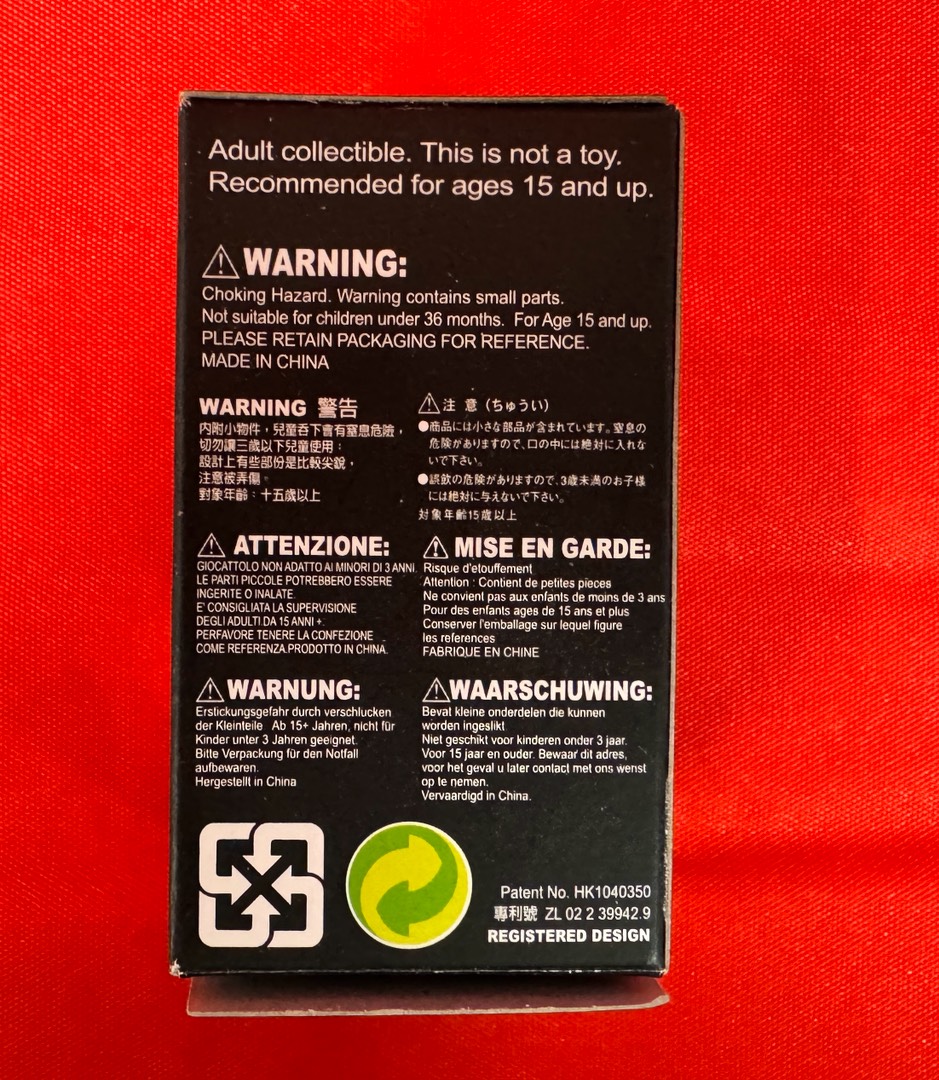 Adult collectible. This is not a toy.
Recommended for ages 15 and up.
WARNING:
Choking Hazard. Warning contains small parts.
Not suitable for children under 36 months. For Age 15 and up.
PLEASE RETAIN PACKAGING FOR REFERENCE.
MADE IN CHINA
WARNING 警告
內附小物件，兒童吞下會有窒息危險，
切勿讓三歲以下兒童使用；
設計上有些部份是比較尖銳，
注意被弄傷。
對象年齡：十五歲以上
注 意 (ちゅうい)
●商品には小さな部品が含まれています。窒息の
危険がありますので、口の中には絶対に入れな
いで下さい。
●誤飲の危険がありますので、3歳未満のお子様
には絶対に与えないで下さい。
対象年齢15歳以上
ATTENZIONE:
GIOCATTOLO NON ADATTO AI MINORI DI 3 ANNI.
LE PARTI PICCOLE POTREBBERO ESSERE
INGERITE O INALATE.
E' CONSIGLIATA LA SUPERVISIONE
DEGLI ADULTI DA 15 ANNI +.
PERFAVORE TENERE LA CONFEZIONE
COME REFERENZA.PRODOTTO IN CHINA.
MISE EN GARDE:
Risque d'etouffement
Attention : Contient de petites pieces
Ne convient pas aux enfants de moins de 3 ans
Pour des enfants ages de 15 ans et plus
Conserver l'emballage sur lequel figure
les references
FABRIQUE EN CHINE
WARNUNG:
Erstickungsgefahr durch verschlucken
der Kleinteile Ab 15+ Jahren, nicht für
Kinder unter 3 Jahren geeignet.
Bitte Verpackung für den Notfall
aufbewaren.
Hergestellt in China
WAARSCHUWING:
Bevat kleine onderdelen die kunnen
worden ingeslikt.
Niet geschikt voor kinderen onder 3 jaar.
Voor 15 jaar en ouder. Bewaar dit adres,
voor het geval u later contact met ons wenst
op te nemen.
Vervaardigd in China.
Patent No. HK1040350
專利號 ZL 02 2 39942.9
REGISTERED DESIGN